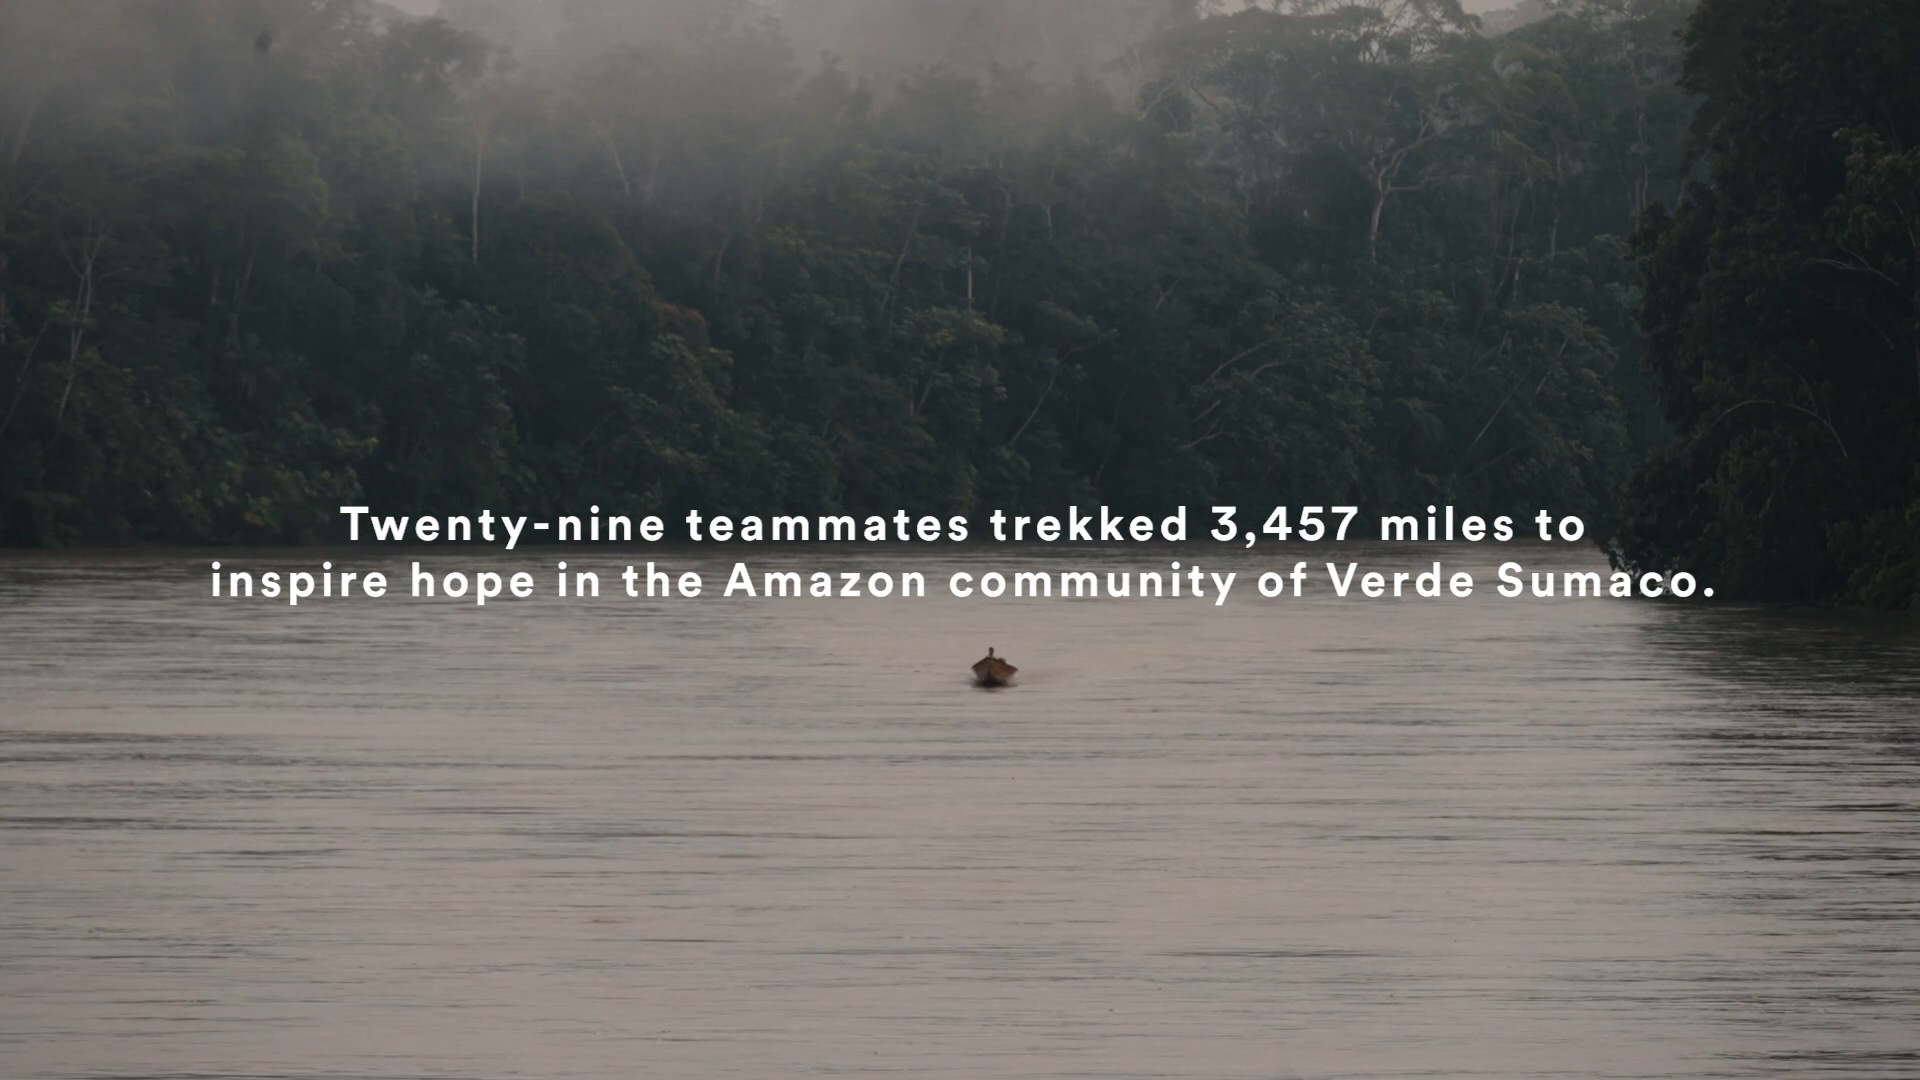 Twenty-nine teammates trekked 3,457 miles to
inspire hope in the Amazon community of Verde Sumaco.